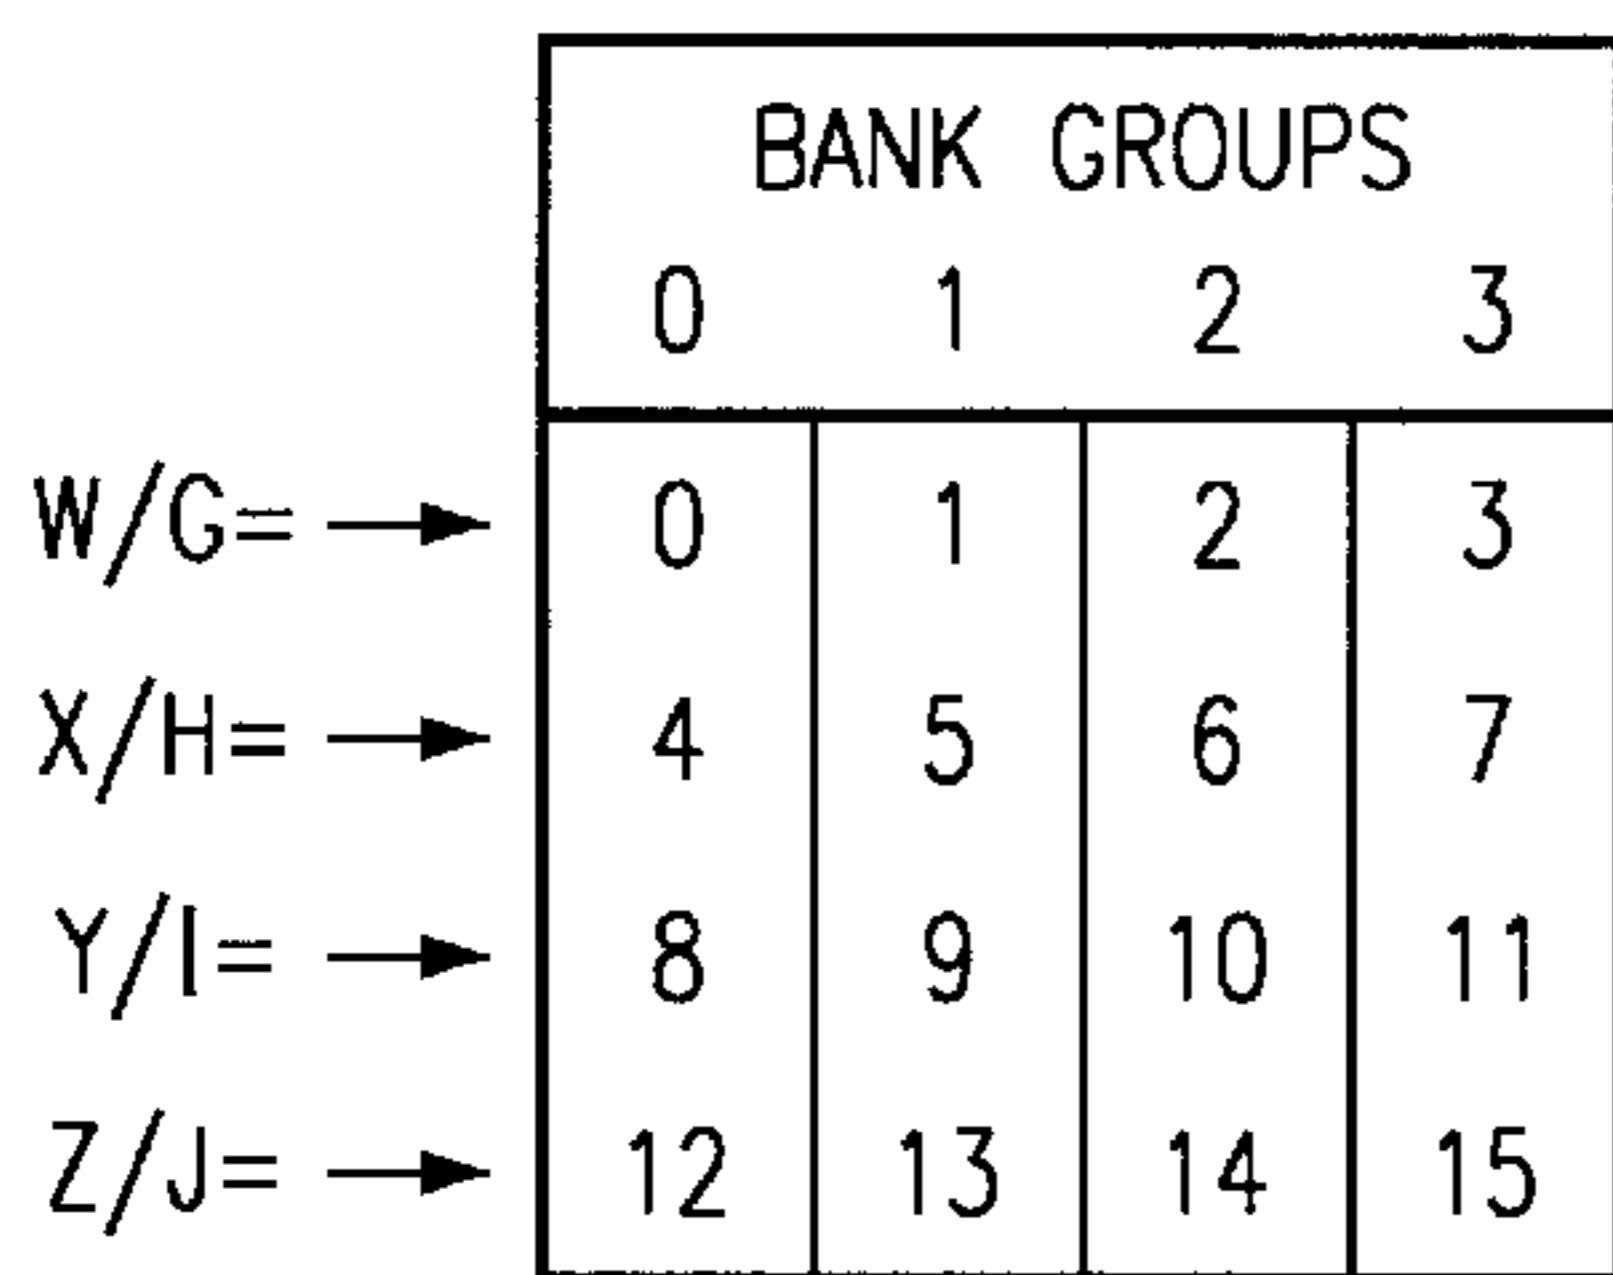 BANK GROUPS
0 1 2 3
W/G= 0 1 2 3
X/H= 4 5 6 7
Y/I= 8 9 10 11
Z/J= 12 13 14 15